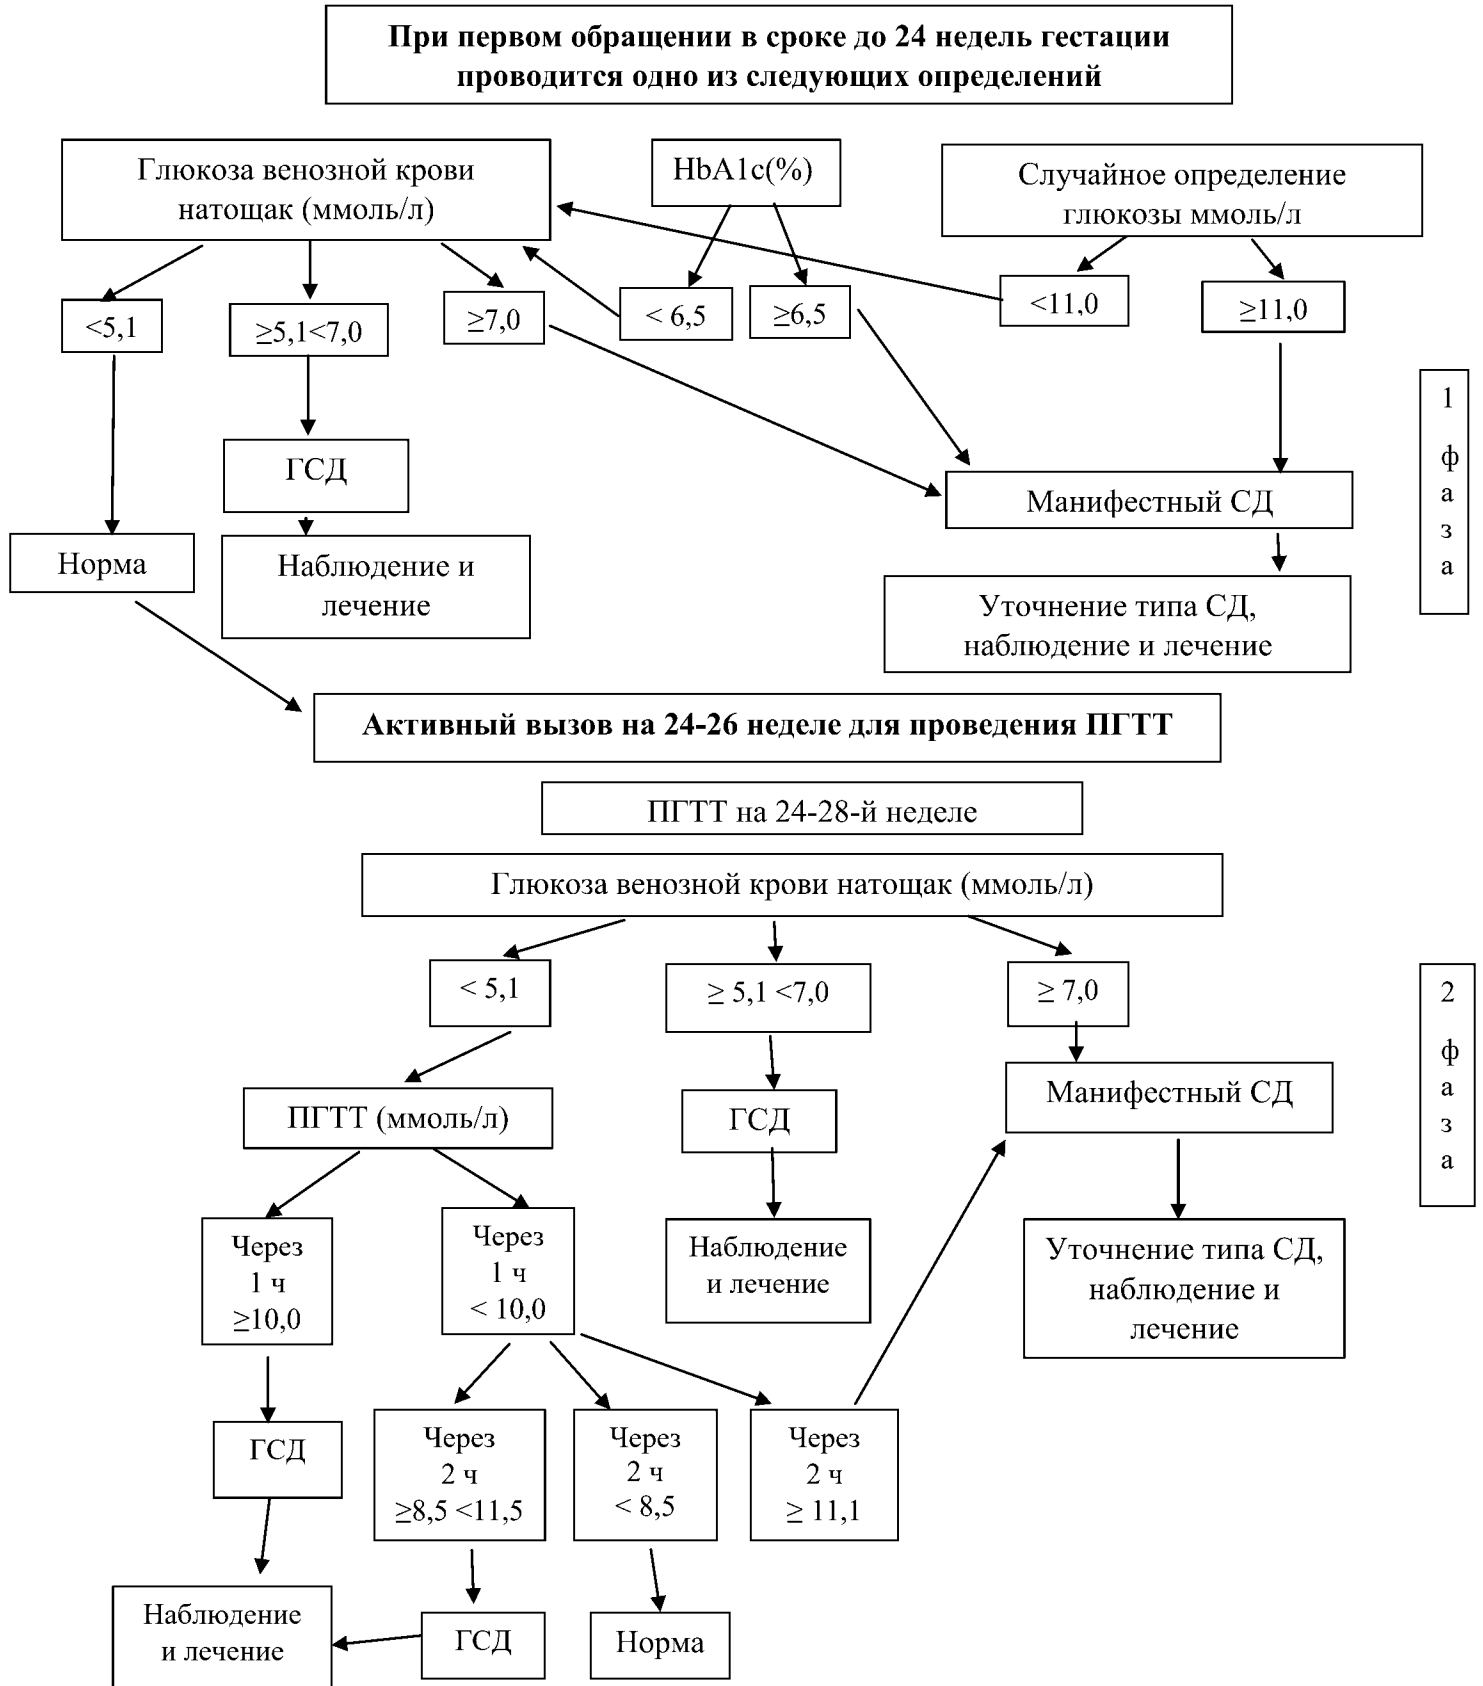 При первом обращении в сроке до 24 недель гестации
проводится одно из следующих определений
Глюкоза венозной крови
натощак (ммоль/л)
HbA1c(%)
Случайное определение
глюкозы ммоль/л
<5,1
≥5,1<7,0
≥7,0
< 6,5
≥6,5
<11,0
≥11,0
1
ф
а
з
а
ГСД
Манифестный СД
Норма
Наблюдение и
лечение
Уточнение типа СД,
наблюдение и лечение
Активный вызов на 24-26 неделе для проведения ПГТТ
ПГТТ на 24-28-й неделе
Глюкоза венозной крови натощак (ммоль/л)
< 5,1
≥ 5,1 <7,0
≥ 7,0
2
ф
а
з
а
ПГТТ (ммоль/л)
ГСД
Манифестный СД
Через
1 ч
≥10,0
Через
1 ч
< 10,0
Наблюдение
и лечение
Уточнение типа СД,
наблюдение и
лечение
ГСД
Через
2 ч
≥8,5 <11,5
Через
2 ч
< 8,5
Через
2 ч
≥ 11,1
Наблюдение
и лечение
ГСД
Норма